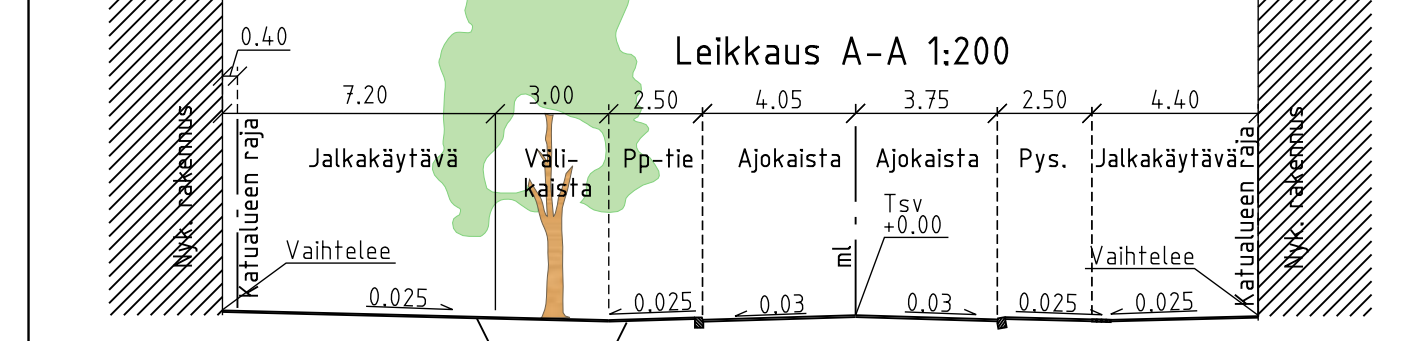 Leikkaus A-A 1:200
0.40
7.20
3.00
2.50
4.05
3.75
2.50
4.40
Nyk. rakennus
Katualueen raja
Jalkakäytävä
Väli-
kaista
Pp-tie
Ajokaista
Ajokaista
Pys.
Jalkakäytävä
Katualueen raja
Nyk. rakennus
Tsv
+0.00
ml
Vaihtelee
Vaihtelee
0.025
0.025
0.03
0.03
0.025
0.025